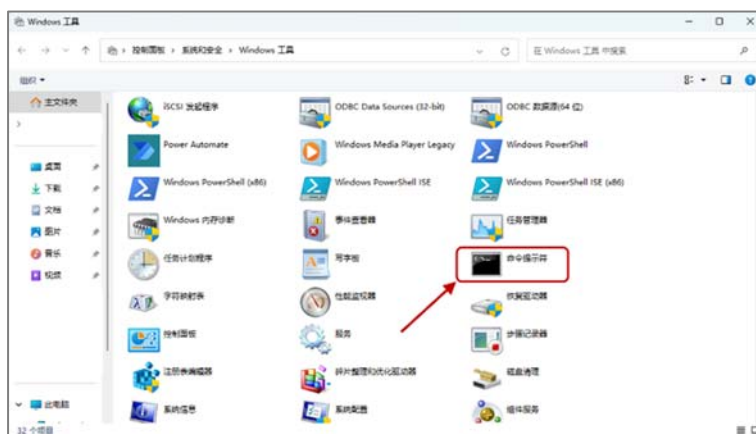 Windows 工具
控制面板 › 系统和安全 › Windows 工具
在 Windows 工具 中搜索
组织
主文件夹
桌面
下载
文档
图片
音乐
视频
此电脑
iSCSI 发起程序
ODBC Data Sources (32-bit)
ODBC 数据源(64 位)
Power Automate
Windows Media Player Legacy
Windows PowerShell
Windows PowerShell (x86)
Windows PowerShell ISE
Windows PowerShell ISE (x86)
Windows 内存诊断
事件查看器
任务管理器
任务计划程序
写字板
命令提示符
字符映射表
性能监视器
恢复驱动器
控制面板
服务
步骤记录器
注册表编辑器
碎片整理和优化驱动器
磁盘清理
系统信息
系统配置
组件服务
32 个项目